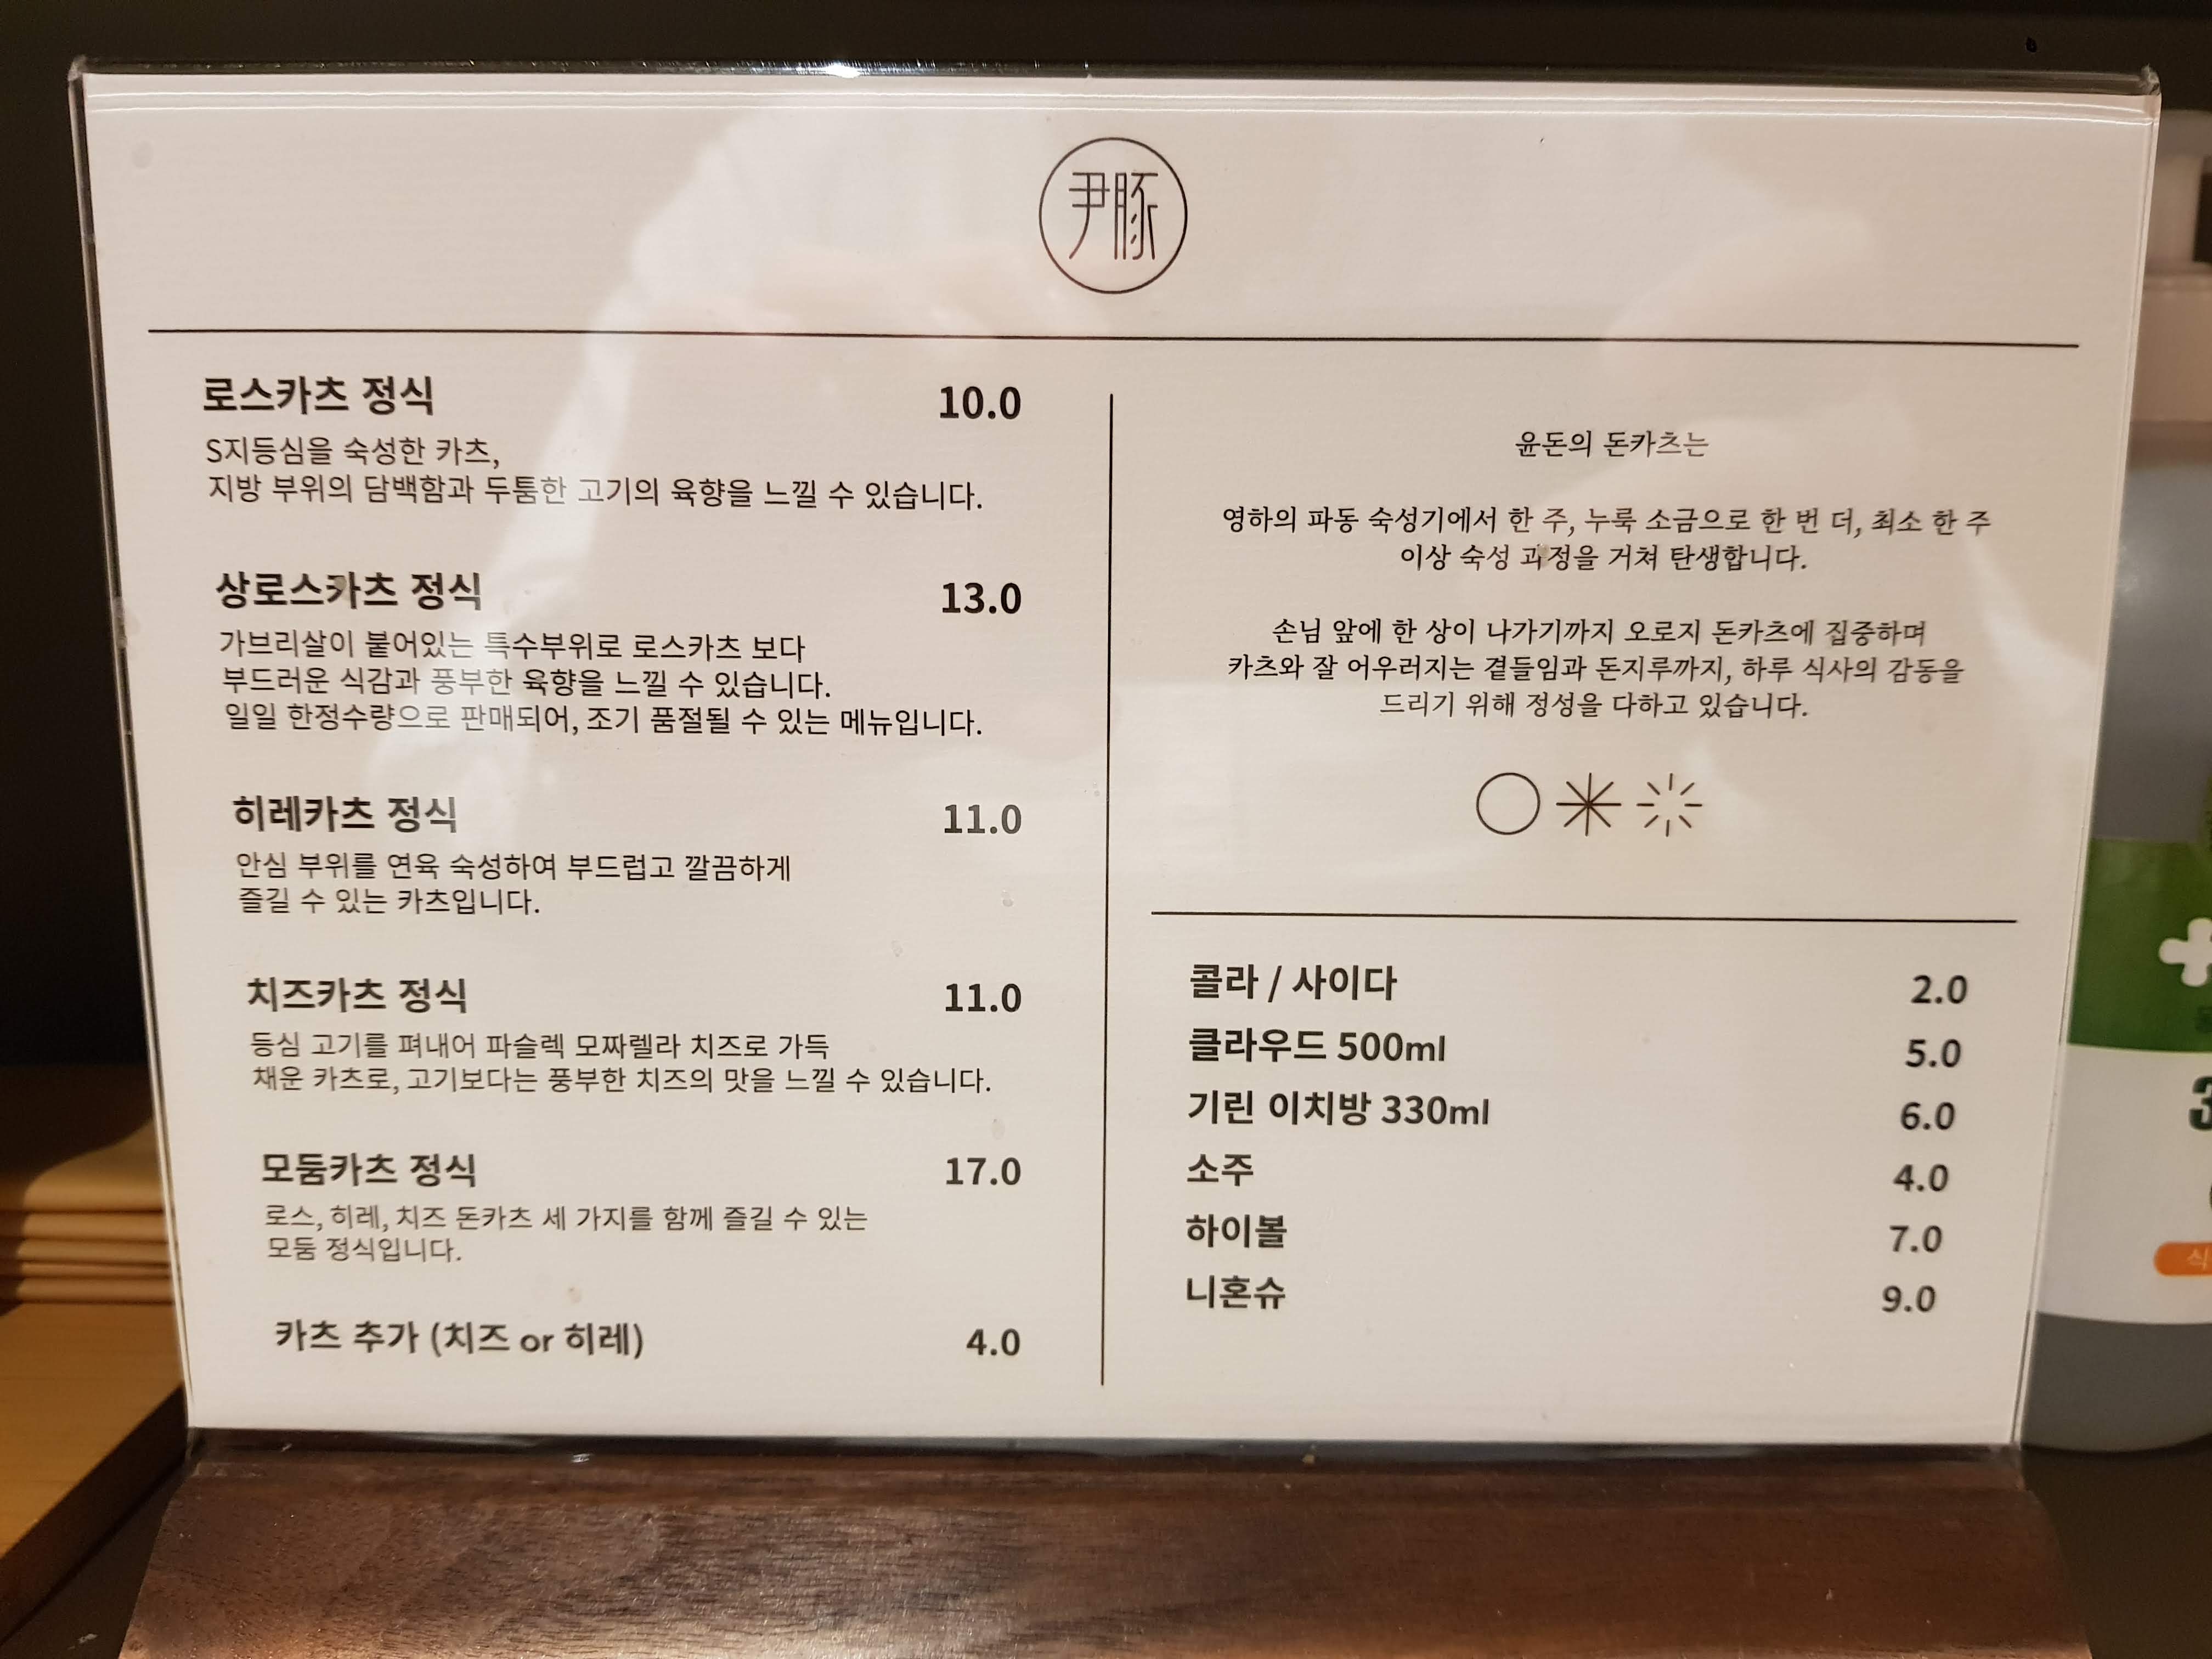 尹豚
로스카츠 정식 10.0
S지등심을 숙성한 카츠,
지방 부위의 담백함과 두툼한 고기의 육향을 느낄 수 있습니다.
상로스카츠 정식 13.0
가브리살이 붙어있는 특수부위로 로스카츠 보다
부드러운 식감과 풍부한 육향을 느낄 수 있습니다.
일일 한정수량으로 판매되어, 조기 품절될 수 있는 메뉴입니다.
히레카츠 정식 11.0
안심 부위를 연육 숙성하여 부드럽고 깔끔하게
즐길 수 있는 카츠입니다.
치즈카츠 정식 11.0
등심 고기를 펴내어 파슬렉 모짜렐라 치즈로 가득
채운 카츠로, 고기보다는 풍부한 치즈의 맛을 느낄 수 있습니다.
모둠카츠 정식 17.0
로스, 히레, 치즈 돈카츠 세 가지를 함께 즐길 수 있는
모둠 정식입니다.
카츠 추가 (치즈 or 히레) 4.0
윤돈의 돈카츠는
영하의 파동 숙성기에서 한 주, 누룩 소금으로 한 번 더, 최소 한 주
이상 숙성 과정을 거쳐 탄생합니다.
손님 앞에 한 상이 나가기까지 오로지 돈카츠에 집중하며
카츠와 잘 어우러지는 곁들임과 돈지루까지, 하루 식사의 감동을
드리기 위해 정성을 다하고 있습니다.
콜라 / 사이다 2.0
클라우드 500ml 5.0
기린 이치방 330ml 6.0
소주 4.0
하이볼 7.0
니혼슈 9.0
식